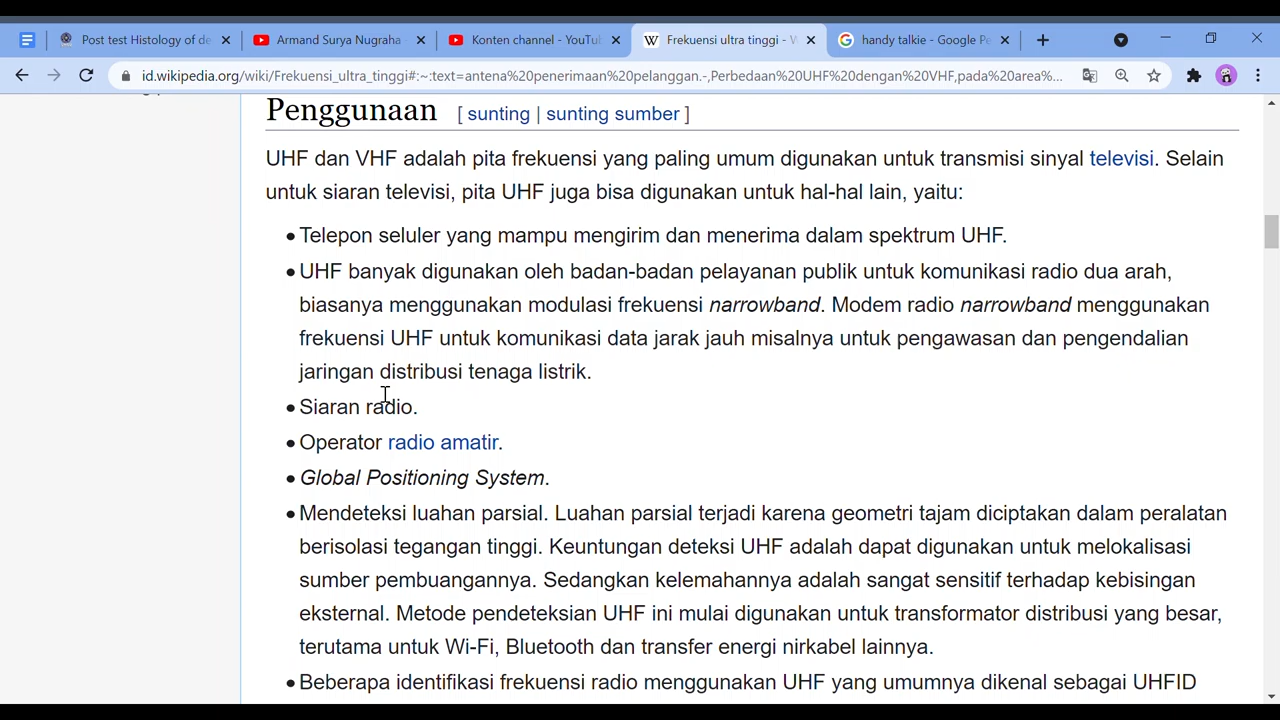 Post test Histology of de
Armand Surya Nugraha
Konten channel - YouTu
Frekuensi ultra tinggi - W
handy talkie - Google Pe
id.wikipedia.org/wiki/Frekuensi_ultra_tinggi#:~:text=antena%20penerimaan%20pelanggan.-,Perbedaan%20UHF%20dengan%20VHF,pada%20area%...
Penggunaan [ sunting | sunting sumber ]
UHF dan VHF adalah pita frekuensi yang paling umum digunakan untuk transmisi sinyal televisi. Selain
untuk siaran televisi, pita UHF juga bisa digunakan untuk hal-hal lain, yaitu:
• Telepon seluler yang mampu mengirim dan menerima dalam spektrum UHF.
• UHF banyak digunakan oleh badan-badan pelayanan publik untuk komunikasi radio dua arah,
biasanya menggunakan modulasi frekuensi narrowband. Modem radio narrowband menggunakan
frekuensi UHF untuk komunikasi data jarak jauh misalnya untuk pengawasan dan pengendalian
jaringan distribusi tenaga listrik.
• Siaran radio.
• Operator radio amatir.
• Global Positioning System.
• Mendeteksi luahan parsial. Luahan parsial terjadi karena geometri tajam diciptakan dalam peralatan
berisolasi tegangan tinggi. Keuntungan deteksi UHF adalah dapat digunakan untuk melokalisasi
sumber pembuangannya. Sedangkan kelemahannya adalah sangat sensitif terhadap kebisingan
eksternal. Metode pendeteksian UHF ini mulai digunakan untuk transformator distribusi yang besar,
terutama untuk Wi-Fi, Bluetooth dan transfer energi nirkabel lainnya.
• Beberapa identifikasi frekuensi radio menggunakan UHF yang umumnya dikenal sebagai UHFID